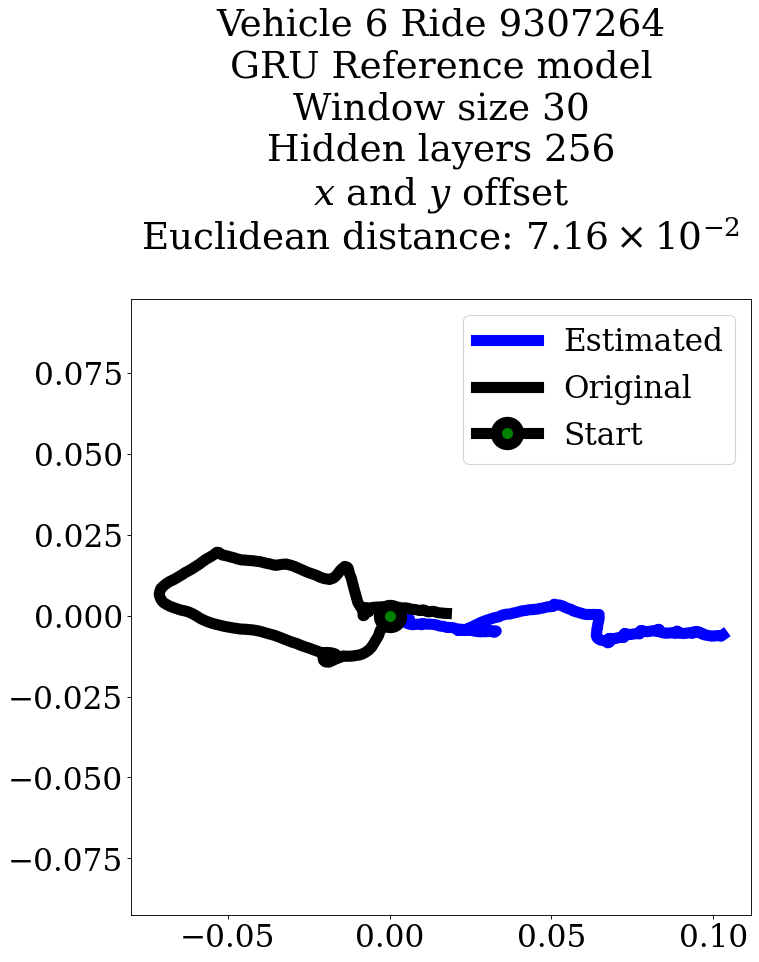 Vehicle 6 Ride 9307264
GRU Reference model
Window size 30
Hidden layers 256
x and y offset
Euclidean distance: 7.16 × 10⁻²
Estimated
Original
Start
0.075
0.050
0.025
0.000
−0.025
−0.050
−0.075
−0.05 0.00 0.05 0.10